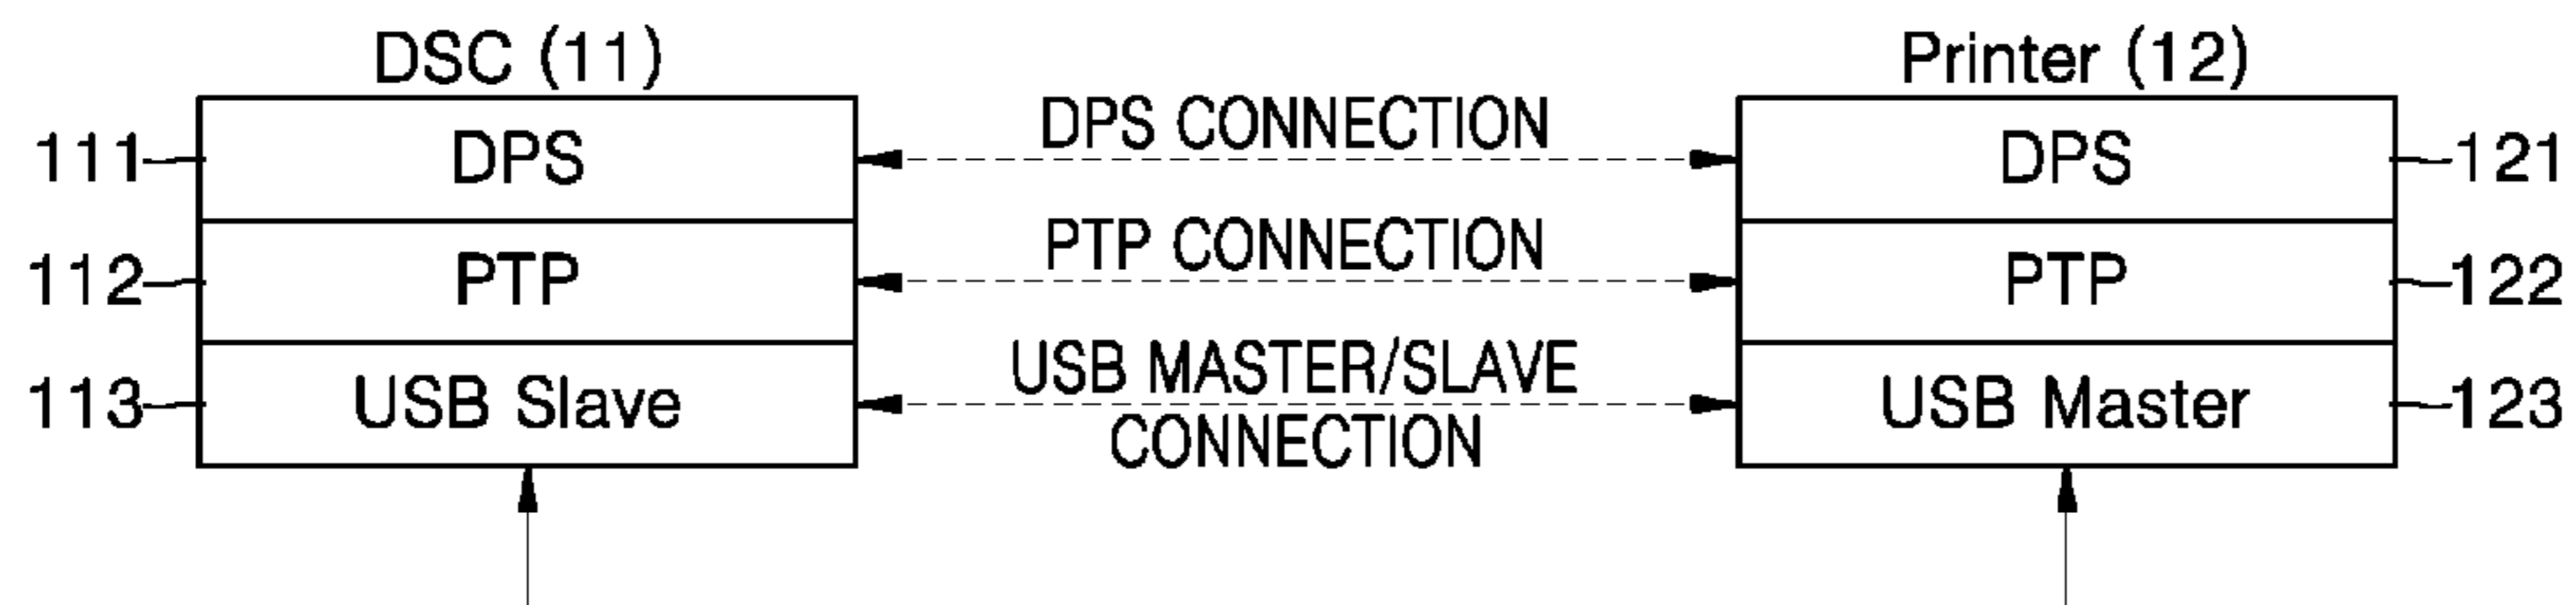 DSC (11)
Printer (12)
111
DPS
DPS CONNECTION
DPS
121
112
PTP
PTP CONNECTION
PTP
122
113
USB Slave
USB MASTER/SLAVE
CONNECTION
USB Master
123